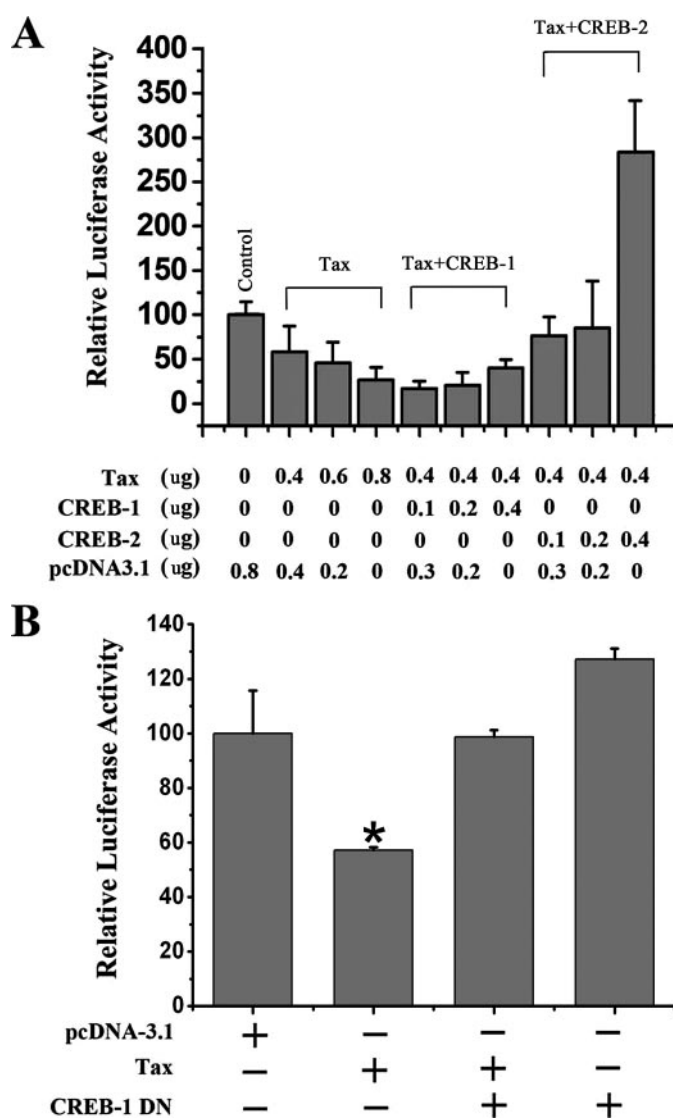 A
Relative Luciferase Activity
400
350
300
250
200
150
100
50
0
Control
Tax
Tax+CREB-1
Tax+CREB-2
Tax (ug) 0 0.4 0.6 0.8 0.4 0.4 0.4 0.4 0.4 0.4
CREB-1 (ug) 0 0 0 0 0.1 0.2 0.4 0 0 0
CREB-2 (ug) 0 0 0 0 0 0 0 0.1 0.2 0.4
pcDNA3.1 (ug) 0.8 0.4 0.2 0 0.3 0.2 0 0.3 0.2 0
B
Relative Luciferase Activity
140
120
100
80
60
40
20
0
*
pcDNA-3.1 + − − −
Tax − + + −
CREB-1 DN − − + +